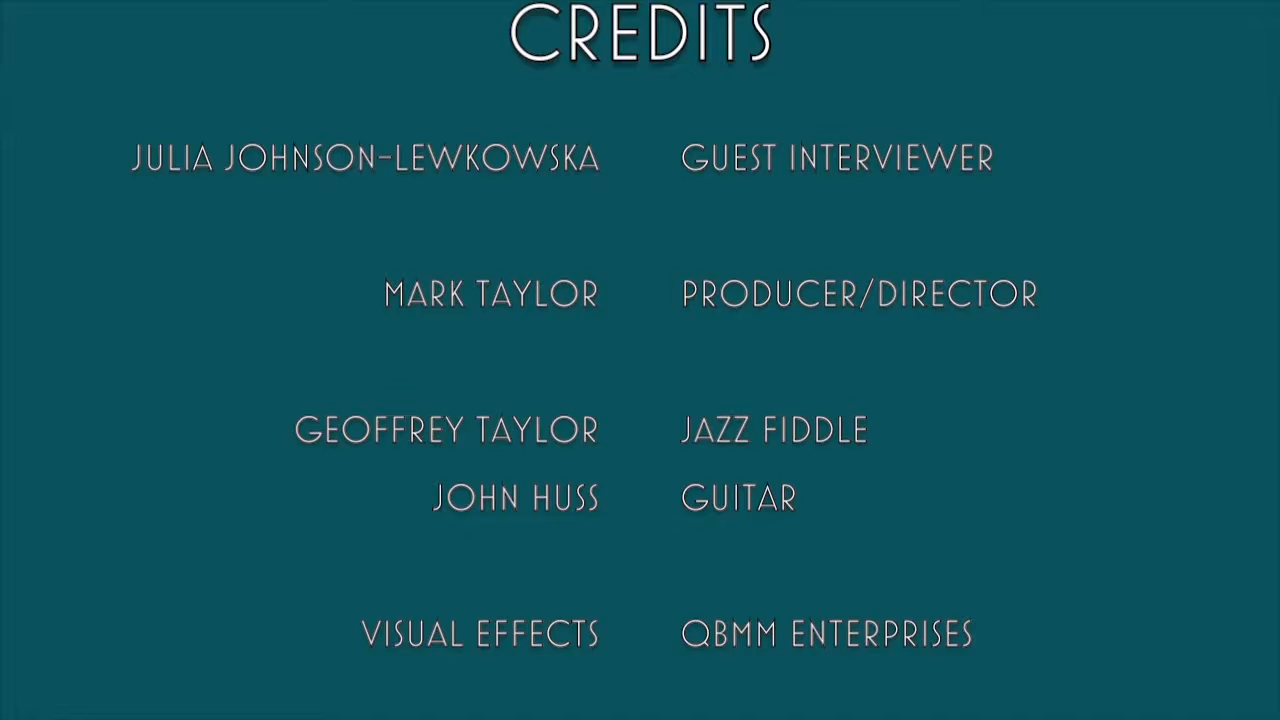 CREDITS
JULIA JOHNSON-LEWKOWSKA GUEST INTERVIEWER
MARK TAYLOR PRODUCER/DIRECTOR
GEOFFREY TAYLOR JAZZ FIDDLE
JOHN HUSS GUITAR
VISUAL EFFECTS QBMM ENTERPRISES